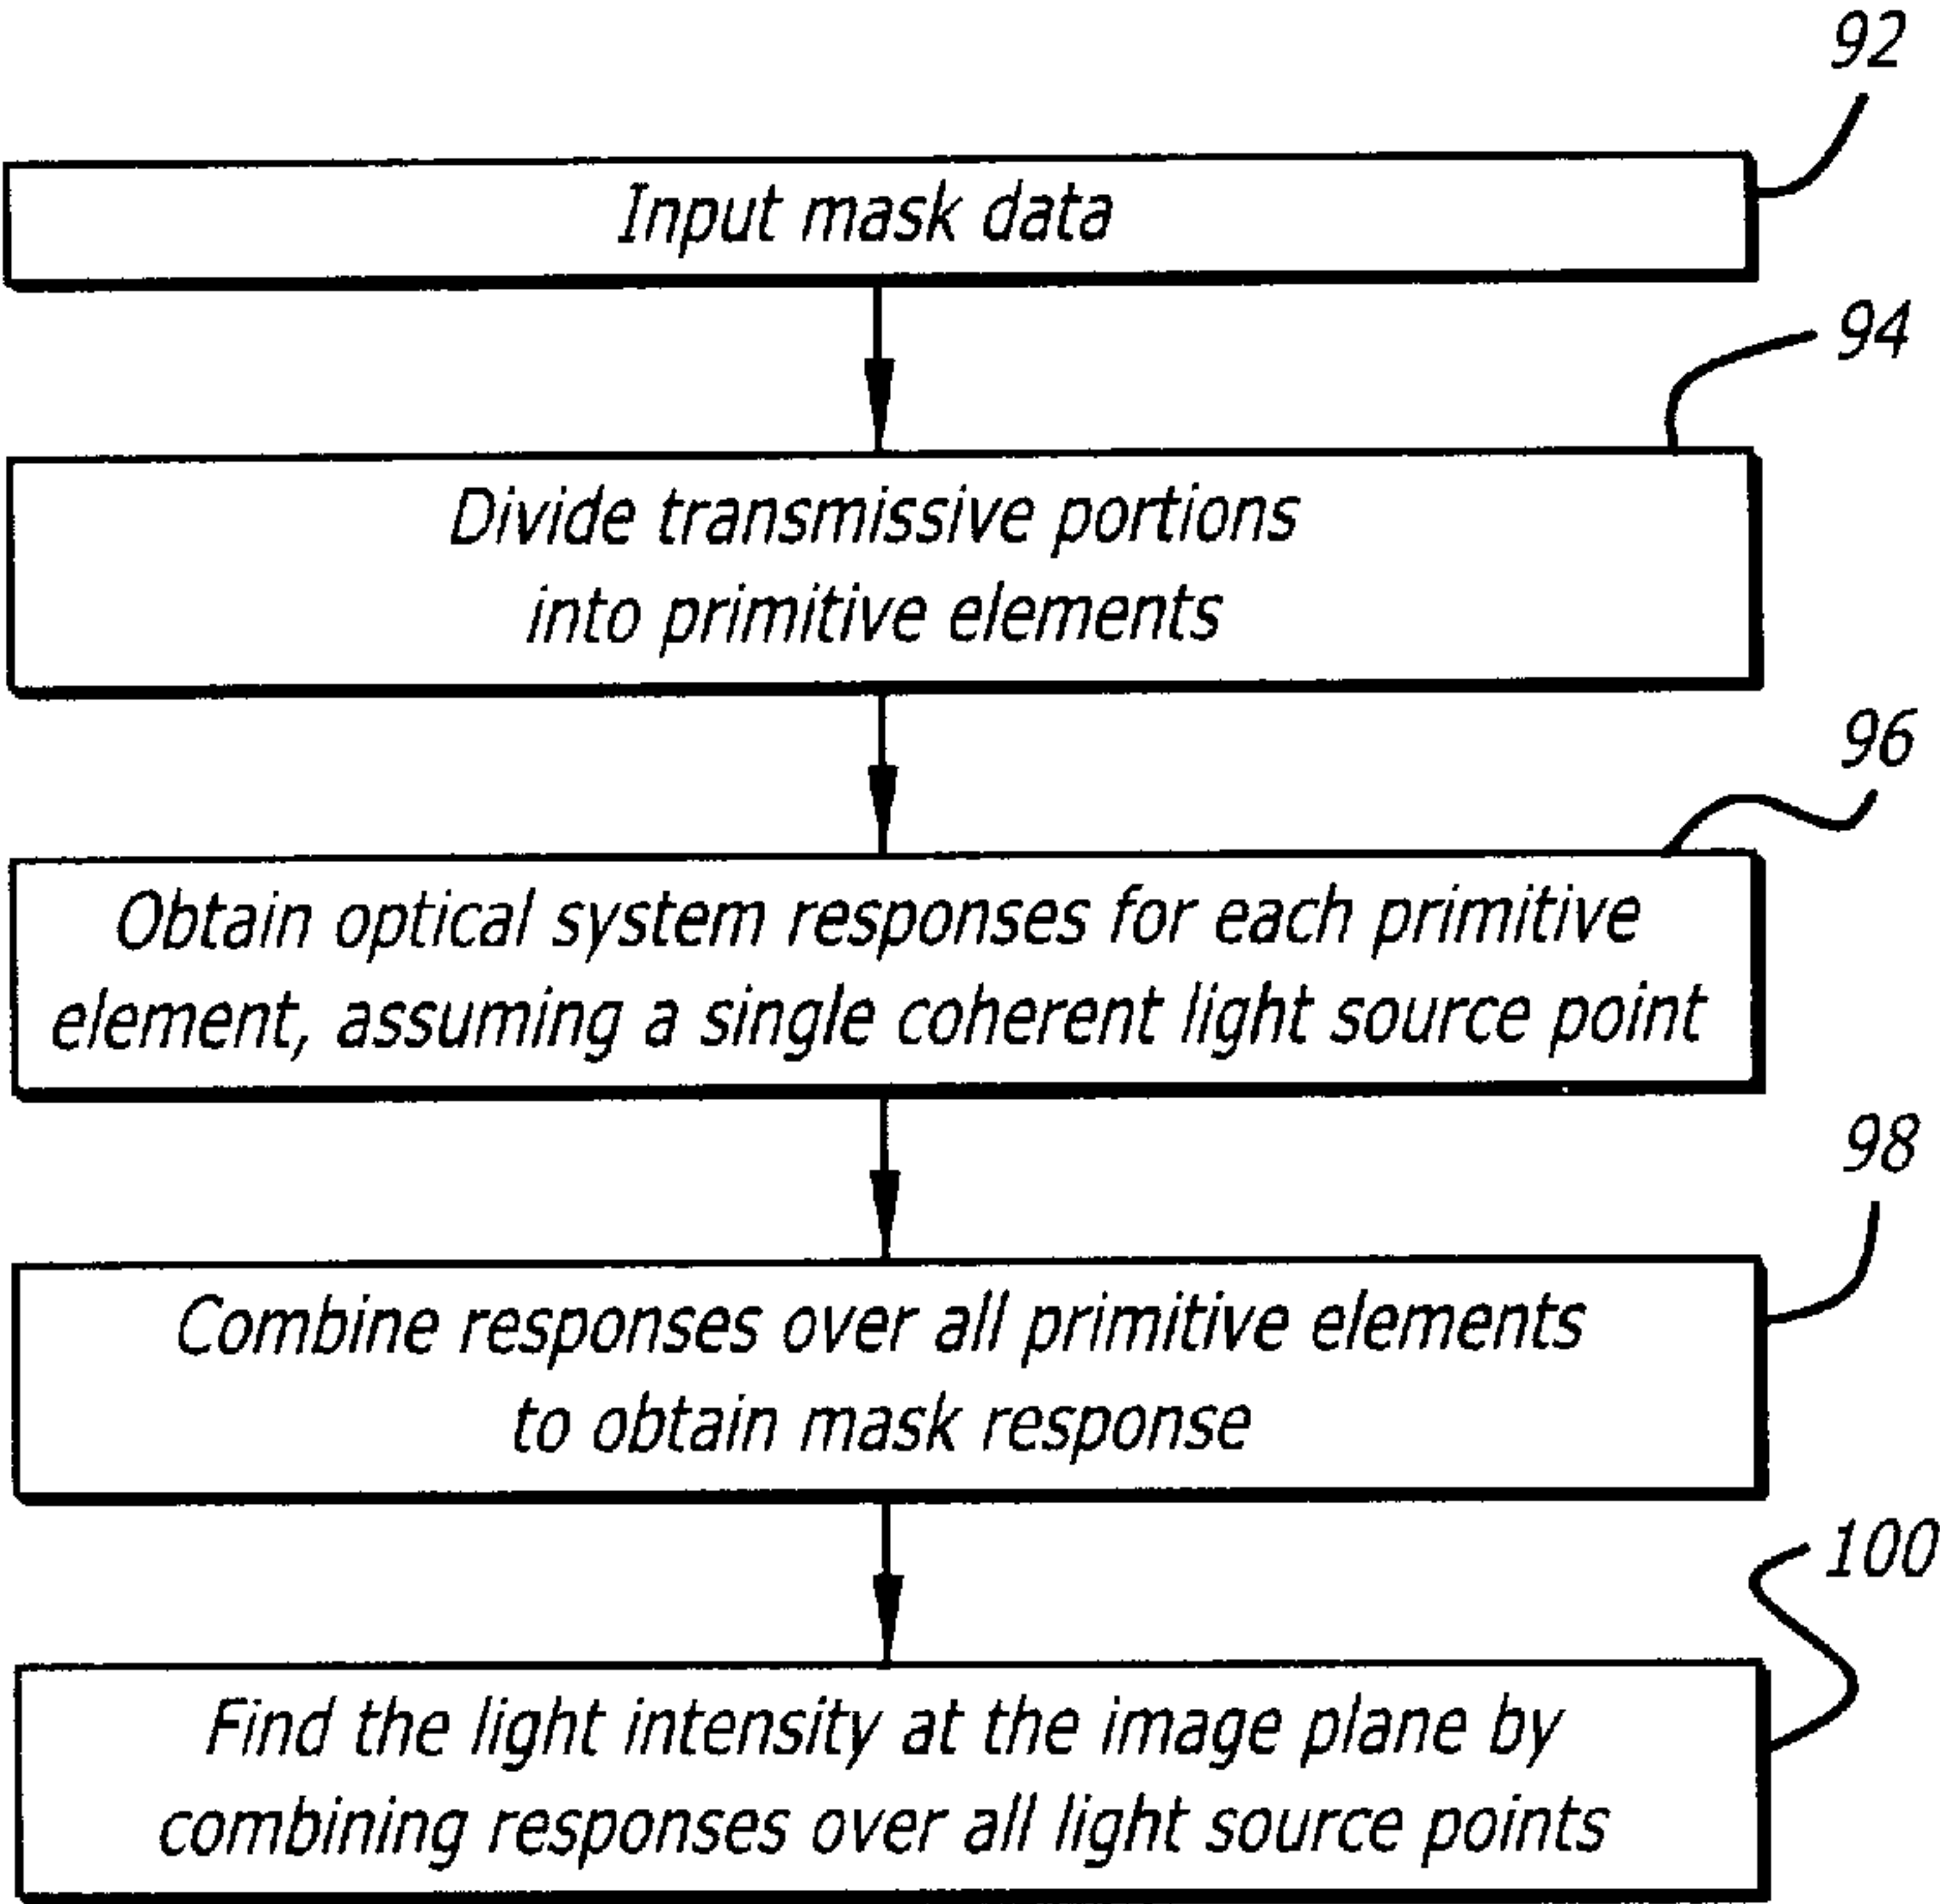 92
Input mask data
94
Divide transmissive portions
into primitive elements
96
Obtain optical system responses for each primitive
element, assuming a single coherent light source point
98
Combine responses over all primitive elements
to obtain mask response
100
Find the light intensity at the image plane by
combining responses over all light source points